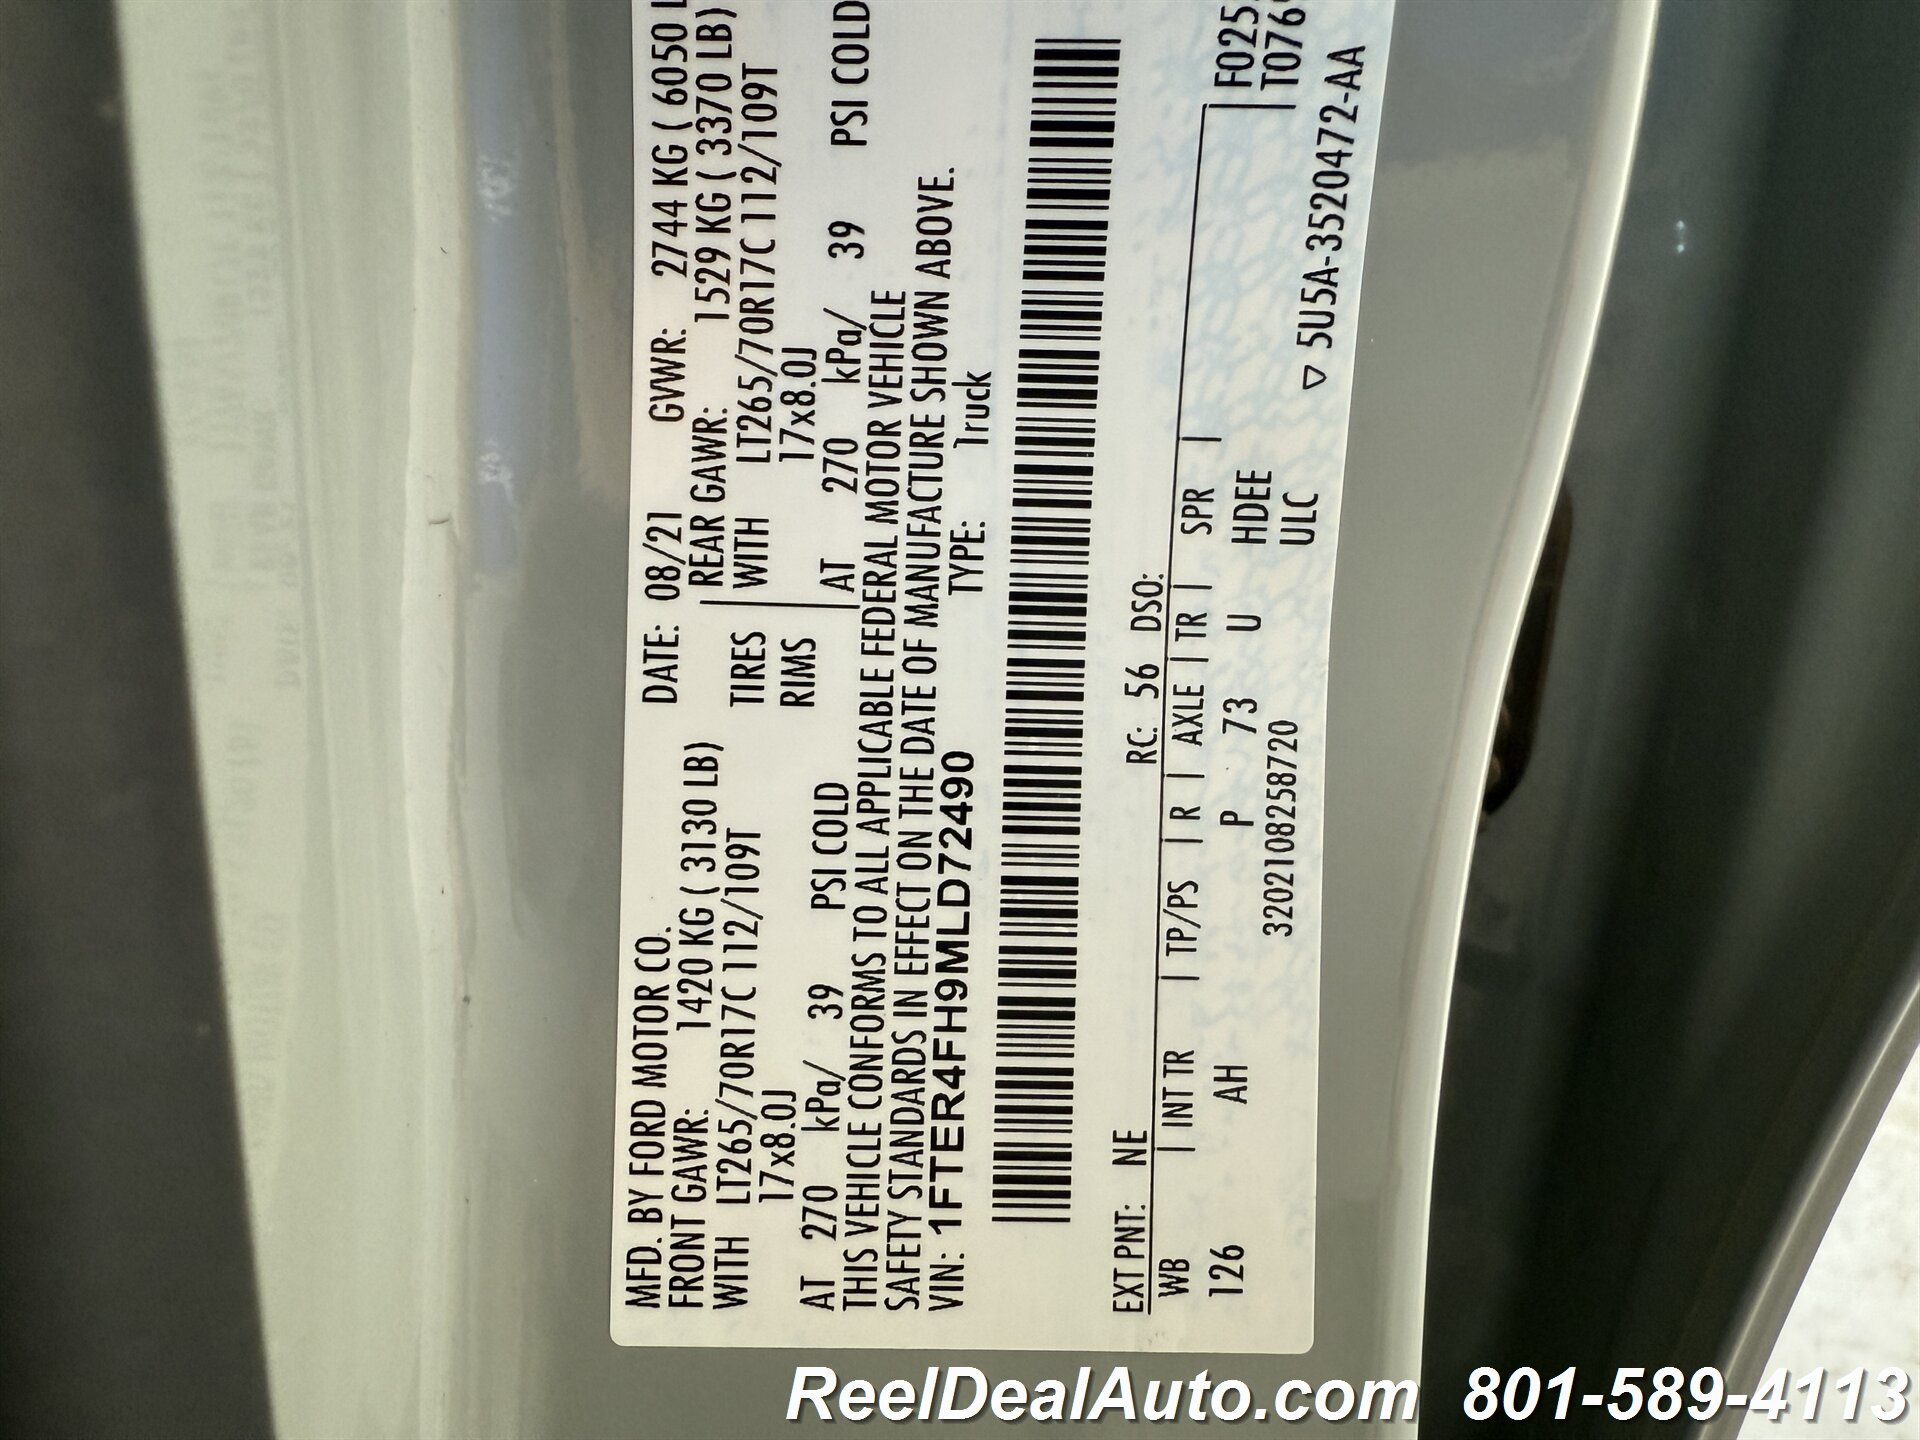 MFD. BY FORD MOTOR CO. DATE: 08/21 GVWR: 2744 KG ( 6050 L
FRONT GAWR: 1420 KG ( 3130 LB) REAR GAWR: 1529 KG ( 3370 LB)
WITH LT265/70R17C 112/109T TIRES WITH LT265/70R17C 112/109T
17x8.0J RIMS 17x8.0J
AT 270 kPa/ 39 PSI COLD AT 270 kPa/ 39 PSI COLD
THIS VEHICLE CONFORMS TO ALL APPLICABLE FEDERAL MOTOR VEHICLE
SAFETY STANDARDS IN EFFECT ON THE DATE OF MANUFACTURE SHOWN ABOVE.
VIN: 1FTER4FH9MLD72490 TYPE: Truck
EXT PNT: NE RC: 56 DSO:
WB | INT TR | TP/PS | R | AXLE | TR | SPR | F025
126 AH P 73 U HDEE T076
3202108258720 ULC
▽ 5U5A-3520472-AA
ReelDealAuto.com 801-589-4113